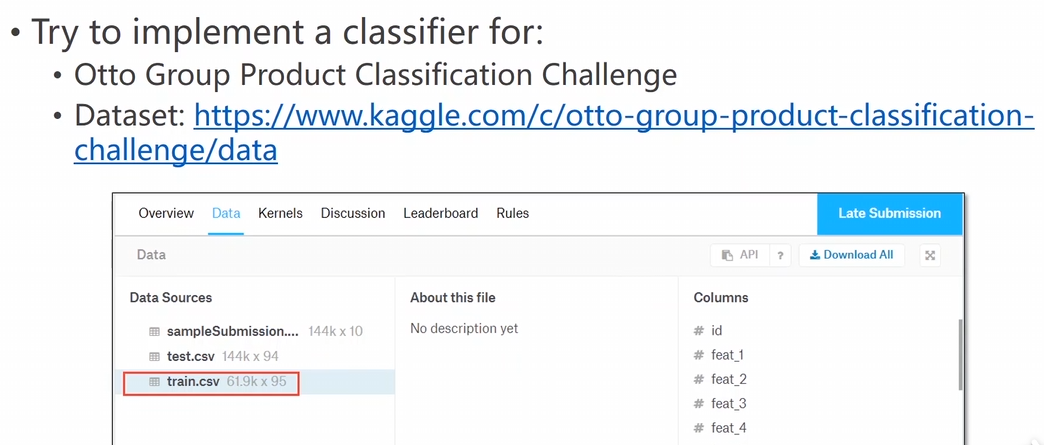 • Try to implement a classifier for:
• Otto Group Product Classification Challenge
• Dataset: https://www.kaggle.com/c/otto-group-product-classification-
challenge/data
Overview Data Kernels Discussion Leaderboard Rules Late Submission
Data API ? Download All
Data Sources
sampleSubmission.... 144k x 10
test.csv 144k x 94
train.csv 61.9k x 95
About this file
No description yet
Columns
# id
# feat_1
# feat_2
# feat_3
# feat_4